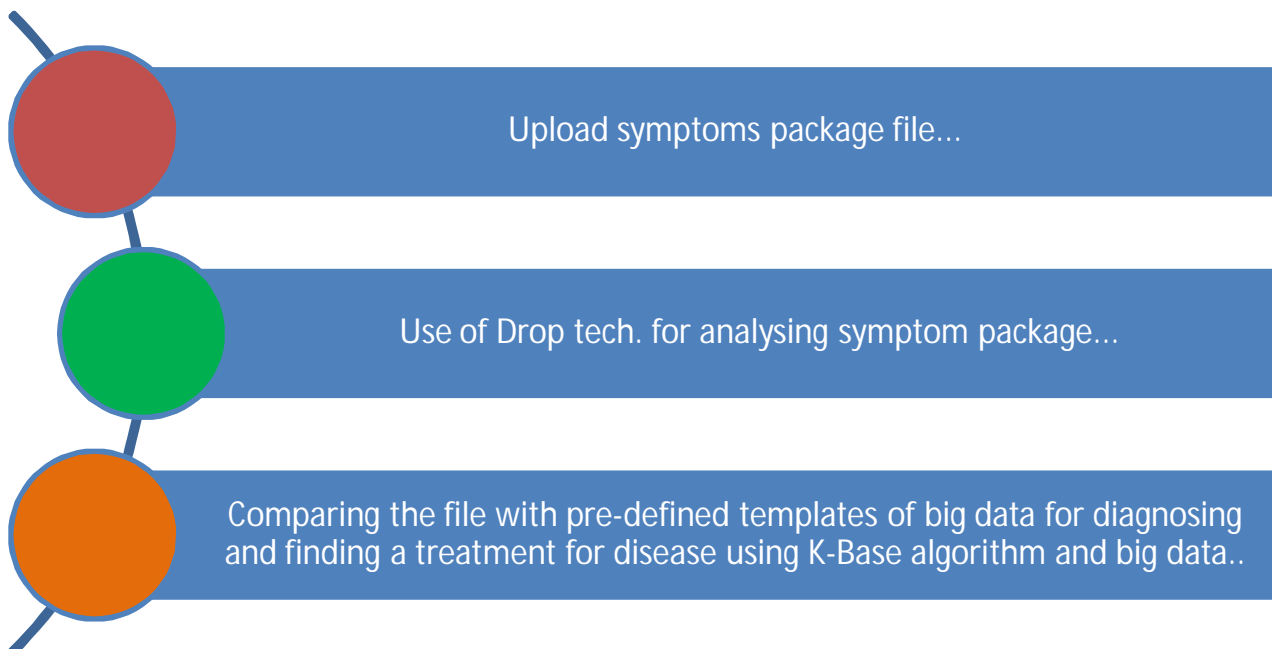 Upload symptoms package file...
Use of Drop tech. for analysing symptom package...
Comparing the file with pre-defined templates of big data for diagnosing
and finding a treatment for disease using K-Base algorithm and big data..